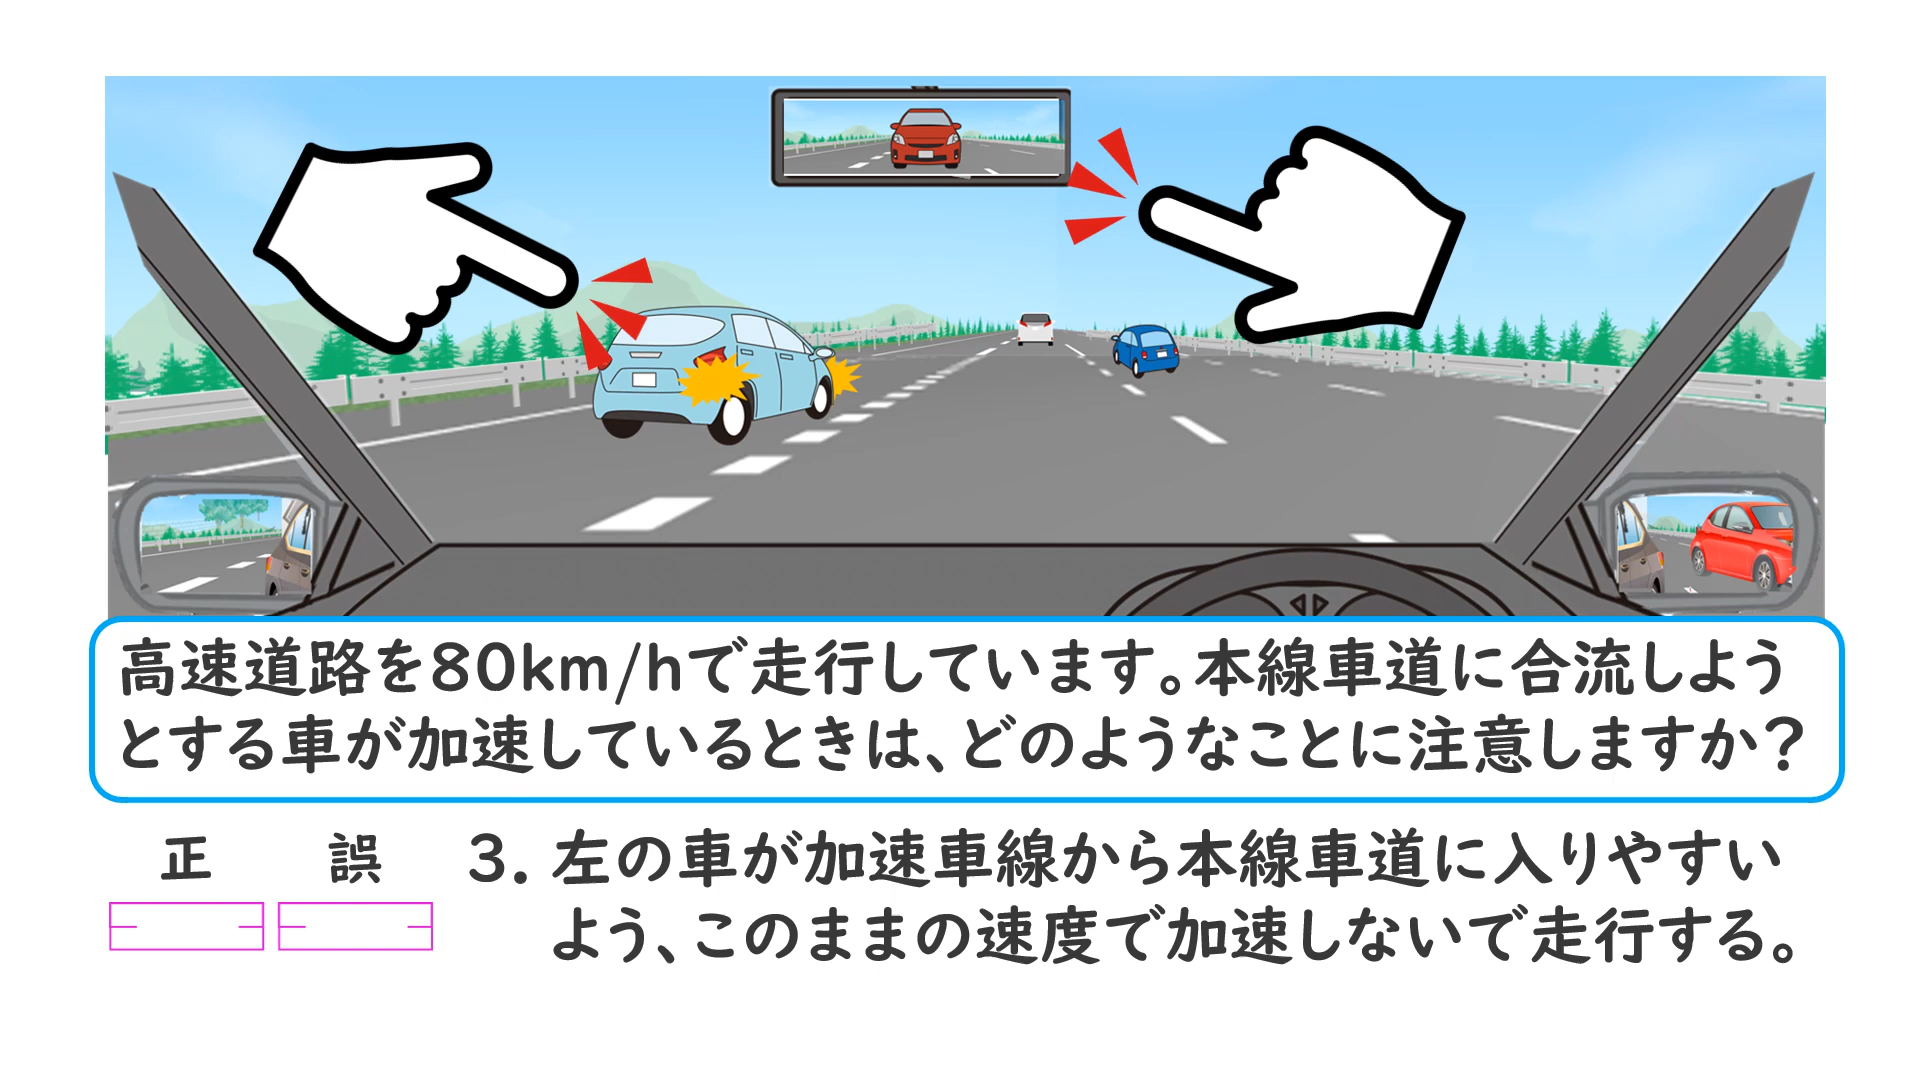 高速道路を80km/hで走行しています。本線車道に合流しよう
とする車が加速しているときは、どのようなことに注意しますか?
正 誤 3. 左の車が加速車線から本線車道に入りやすい
よう、このままの速度で加速しないで走行する。